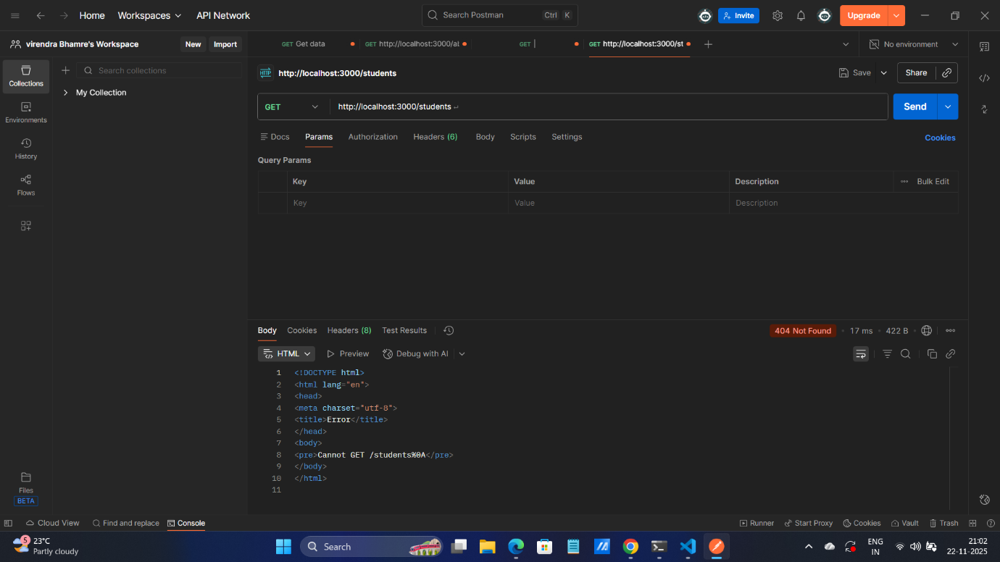 Home Workspaces API Network Search Postman Ctrl K Invite Upgrade
virendra Bhamre's Workspace New Import GET Get data GET http://localhost:3000/al GET | GET http://localhost:3000/st No environment
Collections
Search collections
My Collection
Environments
History
Flows
Files
BETA
HTTP http://localhost:3000/students Save Share
GET http://localhost:3000/students ↵ Send
Docs Params Authorization Headers (6) Body Scripts Settings Cookies
Query Params
Key Value Description ••• Bulk Edit
Key Value Description
Body Cookies Headers (8) Test Results 404 Not Found • 17 ms • 422 B •••
HTML Preview Debug with AI
1 <!DOCTYPE html>
2 <html lang="en">
3 <head>
4 <meta charset="utf-8">
5 <title>Error</title>
6 </head>
7 <body>
8 <pre>Cannot GET /students%0A</pre>
9 </body>
10 </html>
11
Cloud View Find and replace Console Runner Start Proxy Cookies Vault Trash
5 23°C
Partly cloudy
Search
ENG
IN
21:02
22-11-2025